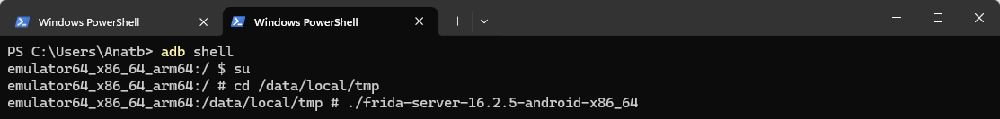 Windows PowerShell
Windows PowerShell
PS C:\Users\Anatb> adb shell
emulator64_x86_64_arm64:/ $ su
emulator64_x86_64_arm64:/ # cd /data/local/tmp
emulator64_x86_64_arm64:/data/local/tmp # ./frida-server-16.2.5-android-x86_64